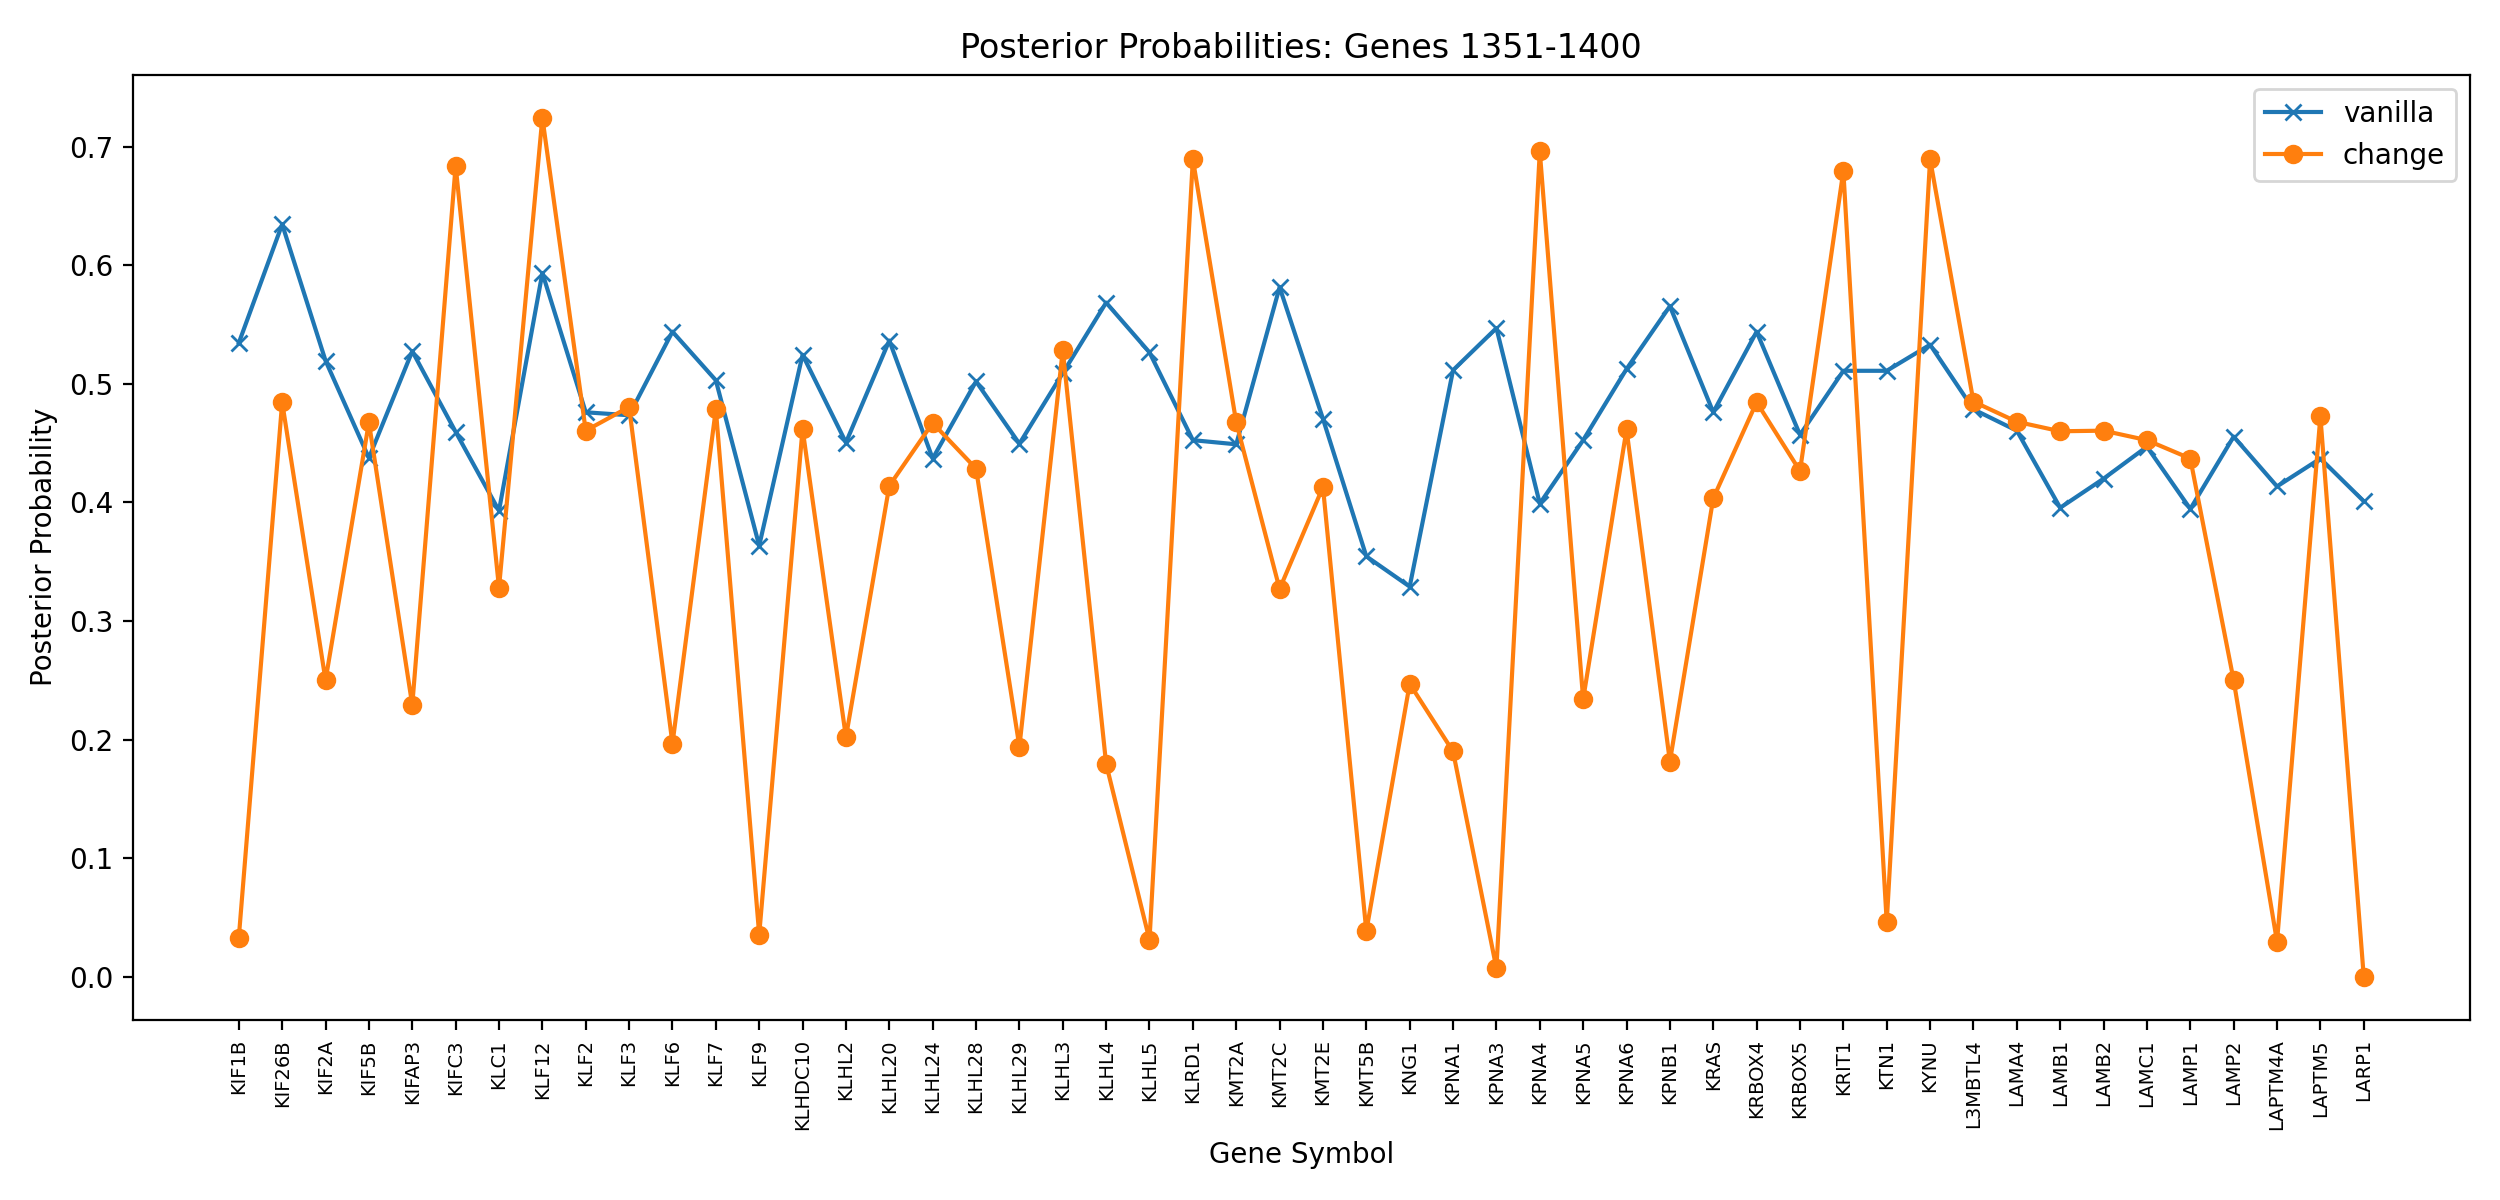 Posterior Probabilities: Genes 1351-1400
vanilla
change
Posterior Probability
0.7
0.6
0.5
0.4
0.3
0.2
0.1
0.0
KIF1B
KIF26B
KIF2A
KIF5B
KIFAP3
KIFC3
KLC1
KLF12
KLF2
KLF3
KLF6
KLF7
KLF9
KLHDC10
KLHL2
KLHL20
KLHL24
KLHL28
KLHL29
KLHL3
KLHL4
KLHL5
KLRD1
KMT2A
KMT2C
KMT2E
KMT5B
KNG1
KPNA1
KPNA3
KPNA4
KPNA5
KPNA6
KPNB1
KRAS
KRBOX4
KRBOX5
KRIT1
KTN1
KYNU
L3MBTL4
LAMA4
LAMB1
LAMB2
LAMC1
LAMP1
LAMP2
LAPTM4A
LAPTM5
LARP1
Gene Symbol